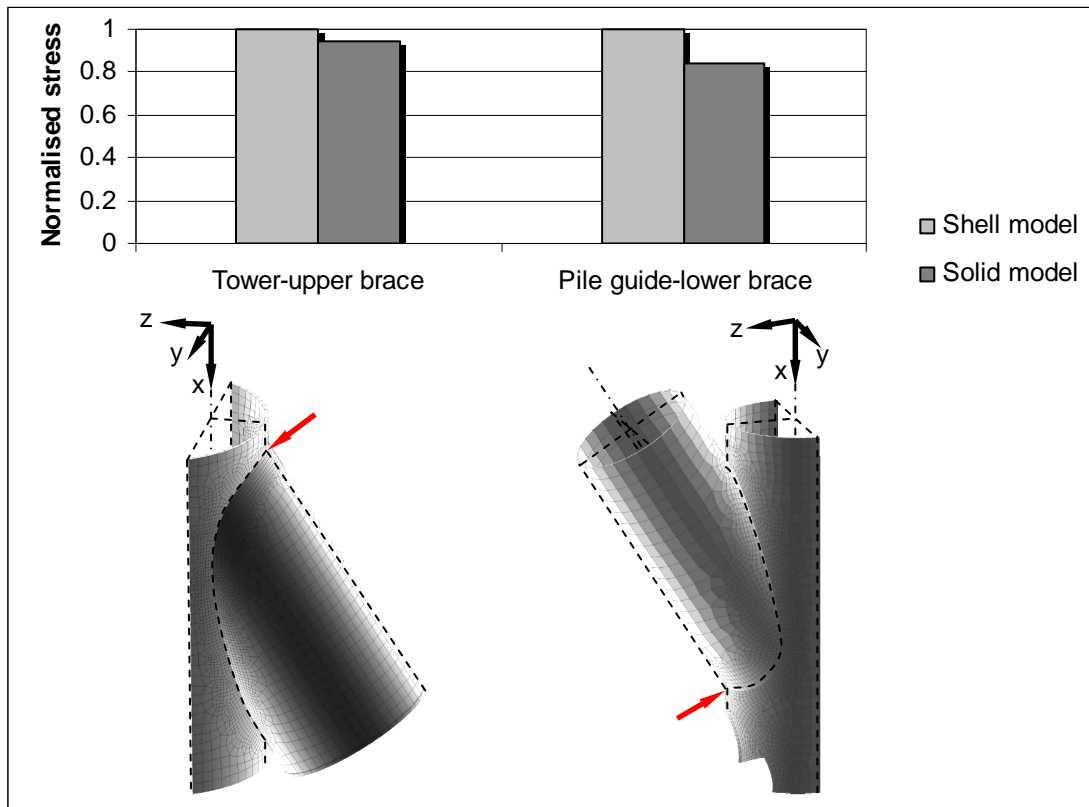 Normalised stress
1
0.8
0.6
0.4
0.2
0
Tower-upper brace
Pile guide-lower brace
Shell model
Solid model
z
y
x
z
y
x